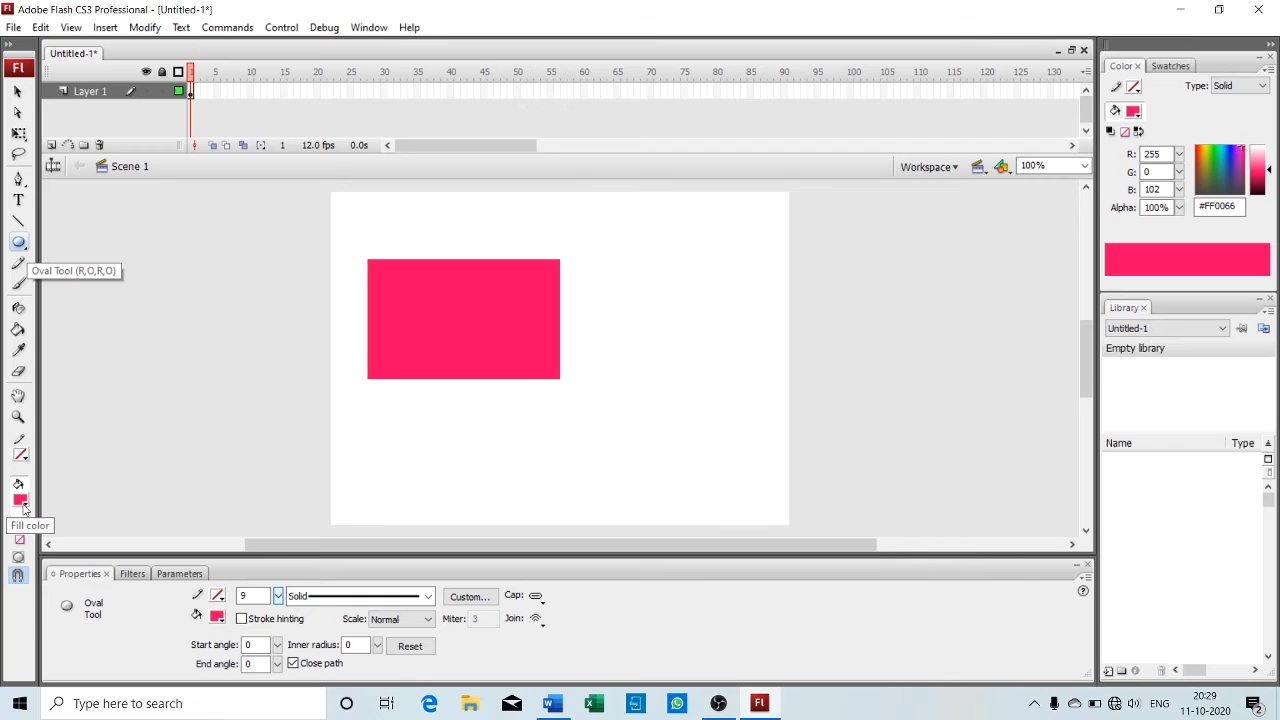 Fl Adobe Flash CS3 Professional - [Untitled-1*]
File Edit View Insert Modify Text Commands Control Debug Window Help
Untitled-1*
5 10 15 20 25 30 35 40 45 50 55 60 65 70 75 80 85 90 95 100 105 110 115 120 125 130
Layer 1
1 12.0 fps 0.0s
Scene 1
Workspace
100%
Fl
T
Oval Tool (R,O,R,O)
Fill color
Color Swatches
Type: Solid
R: 255
G: 0
B: 102
Alpha: 100% #FF0066
Library
Untitled-1
Empty library
Name Type
Properties Filters Parameters
Oval
Tool
9 Solid Custom... Cap:
Stroke hinting Scale: Normal Miter: 3 Join:
Start angle: 0 Inner radius: 0 Reset
End angle: 0 Close path
Type here to search
W X Fl
ENG
20:29
11-10-2020
2